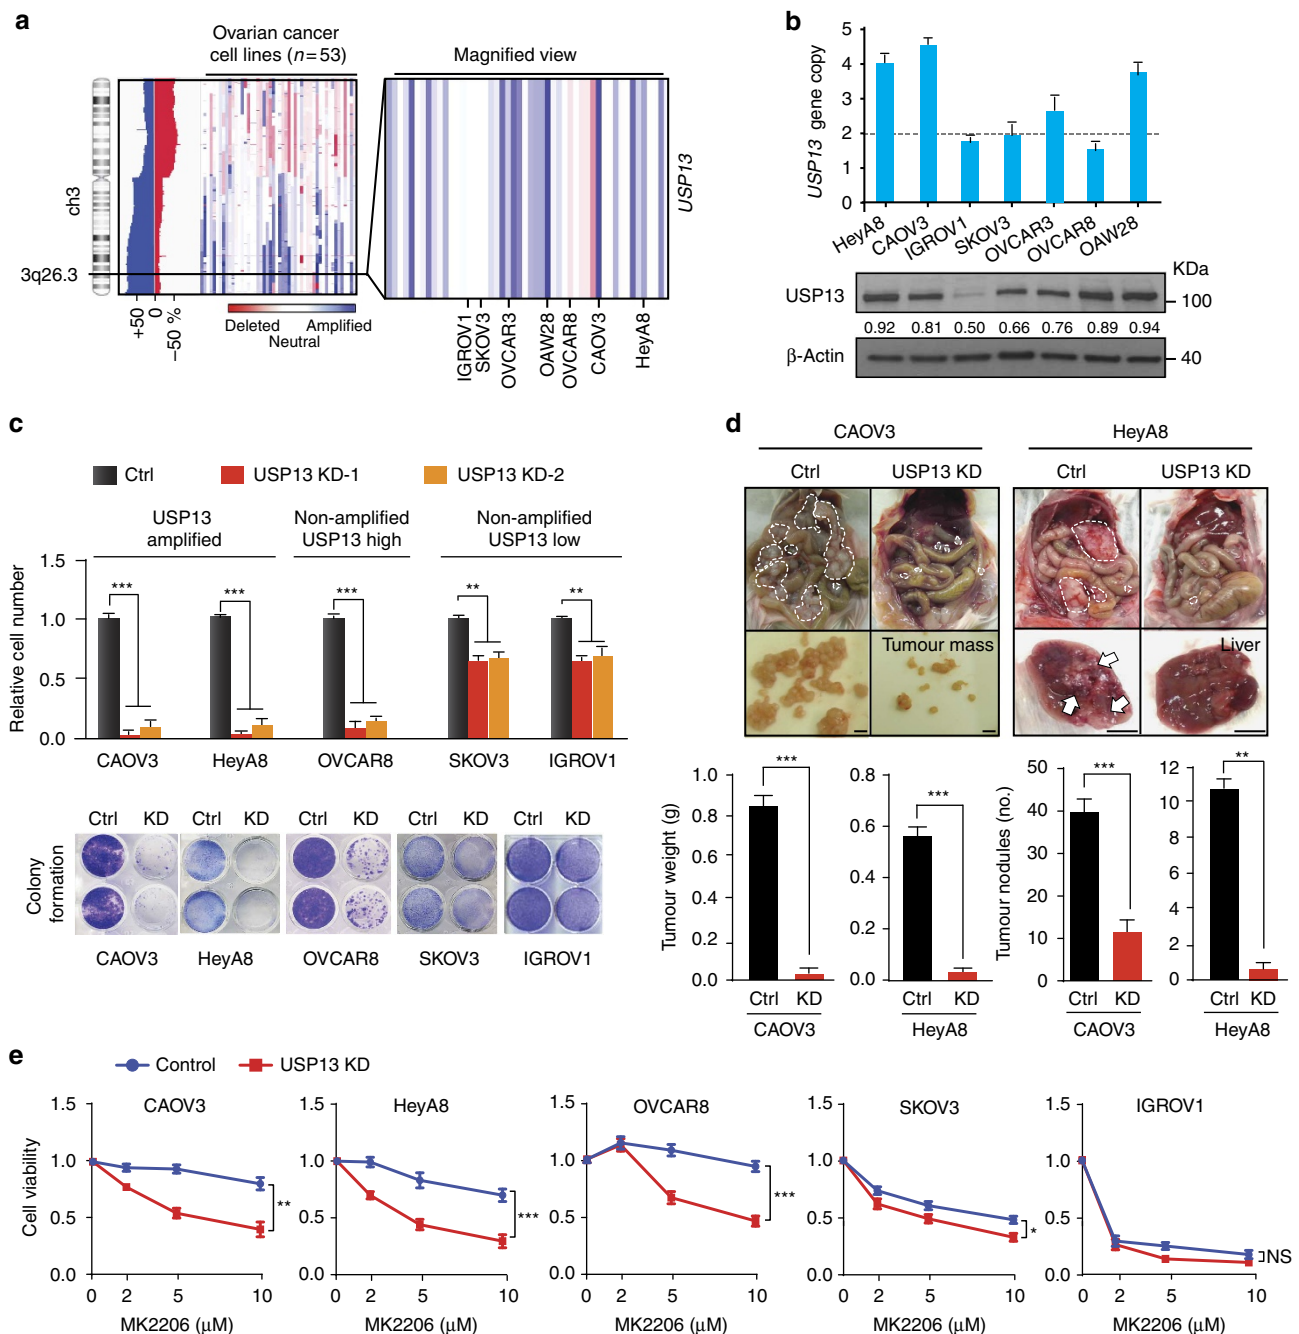 a
Ovarian cancer
cell lines (n=53)
Magnified view
ch3
3q26.3
+50
0
−50
%
Deleted
Amplified
Neutral
USP13
IGROV1
SKOV3
OVCAR3
OAW28
OVCAR8
CAOV3
HeyA8
b
USP13 gene copy
5
4
3
2
1
0
HeyA8
CAOV3
IGROV1
SKOV3
OVCAR3
OVCAR8
OAW28
KDa
USP13
100
0.92 0.81 0.50 0.66 0.76 0.89 0.94
β-Actin
40
c
Ctrl
USP13 KD-1
USP13 KD-2
USP13
amplified
Non-amplified
USP13 high
Non-amplified
USP13 low
Relative cell number
1.5
1.0
0.5
0.0
***
***
***
**
**
CAOV3
HeyA8
OVCAR8
SKOV3
IGROV1
Ctrl KD
Ctrl KD
Ctrl KD
Ctrl KD
Ctrl KD
Colony
formation
CAOV3
HeyA8
OVCAR8
SKOV3
IGROV1
d
CAOV3
HeyA8
Ctrl
USP13 KD
Ctrl
USP13 KD
Tumour mass
Liver
Tumour weight (g)
1.0
0.8
0.6
0.4
0.2
0.0
***
Ctrl KD
CAOV3
0.8
0.6
0.4
0.2
0.0
***
Ctrl KD
HeyA8
Tumour nodules (no.)
50
40
30
20
10
0
***
Ctrl KD
CAOV3
12
10
8
6
4
2
0
**
Ctrl KD
HeyA8
e
Control
USP13 KD
Cell viability
CAOV3
1.5
1.0
0.5
0.0
**
0 2 5 10
MK2206 (μM)
HeyA8
1.5
1.0
0.5
0.0
***
0 2 5 10
MK2206 (μM)
OVCAR8
1.5
1.0
0.5
0.0
***
0 2 5 10
MK2206 (μM)
SKOV3
1.5
1.0
0.5
0.0
*
0 2 5 10
MK2206 (μM)
IGROV1
1.5
1.0
0.5
0.0
NS
0 2 5 10
MK2206 (μM)